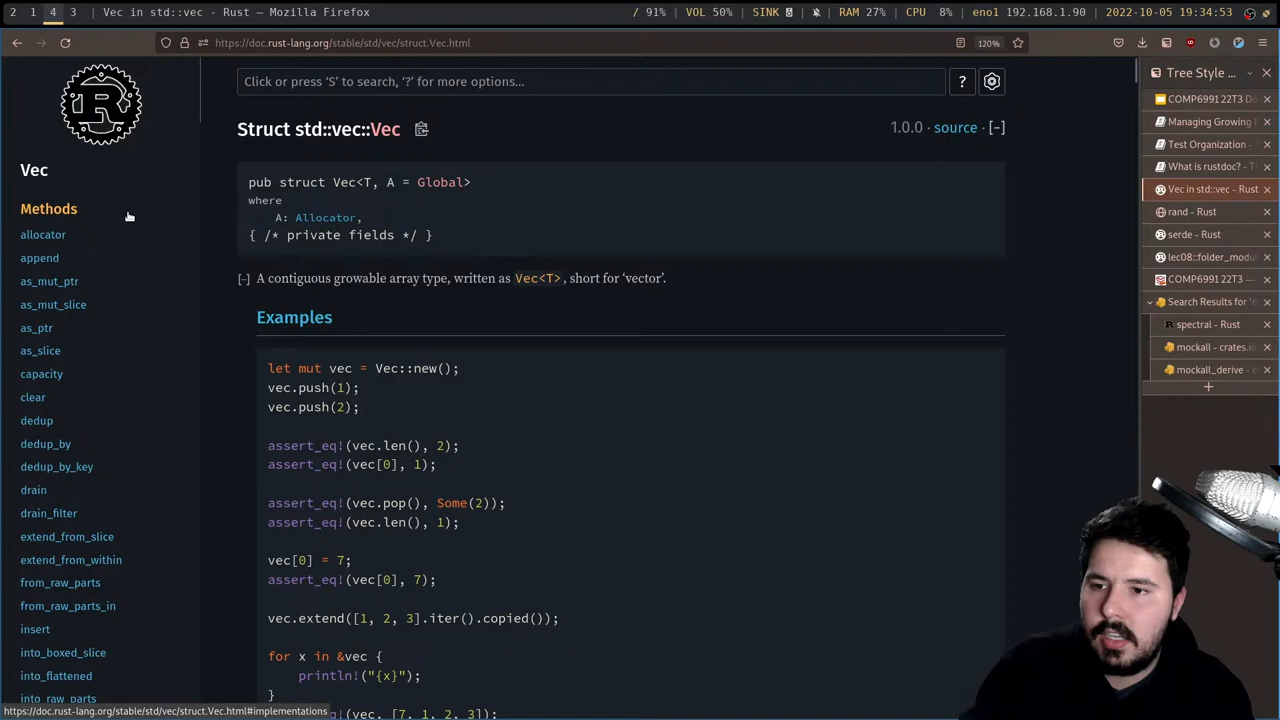 2 1 4 3 Vec in std::vec - Rust — Mozilla Firefox
/ 91% VOL 50% SINK RAM 27% CPU 8% eno1 192.168.1.90 2022-10-05 19:34:53
https://doc.rust-lang.org/stable/std/vec/struct.Vec.html 120%
Vec
Methods
allocator
append
as_mut_ptr
as_mut_slice
as_ptr
as_slice
capacity
clear
dedup
dedup_by
dedup_by_key
drain
drain_filter
extend_from_slice
extend_from_within
from_raw_parts
from_raw_parts_in
insert
into_boxed_slice
into_flattened
into_raw_parts
https://doc.rust-lang.org/stable/std/vec/struct.Vec.html#implementations
Click or press 'S' to search, '?' for more options…
?
Struct std::vec::Vec
1.0.0 · source · [-]
pub struct Vec<T, A = Global>
where
A: Allocator,
{ /* private fields */ }
[-] A contiguous growable array type, written as Vec<T>, short for ‘vector’.
Examples
let mut vec = Vec::new();
vec.push(1);
vec.push(2);
assert_eq!(vec.len(), 2);
assert_eq!(vec[0], 1);
assert_eq!(vec.pop(), Some(2));
assert_eq!(vec.len(), 1);
vec[0] = 7;
assert_eq!(vec[0], 7);
vec.extend([1, 2, 3].iter().copied());
for x in &vec {
println!("{x}");
}
(vec, [7, 1, 2, 3]);
Tree Style ...
COMP6991 22T3
Managing Growing
Test Organization -
What is rustdoc? -
Vec in std::vec - Rust
rand - Rust
serde - Rust
lec08::folder_modu
COMP6991 22T3 —
Search Results for '
spectral - Rust
mockall - crates.io
mockall_derive -
+